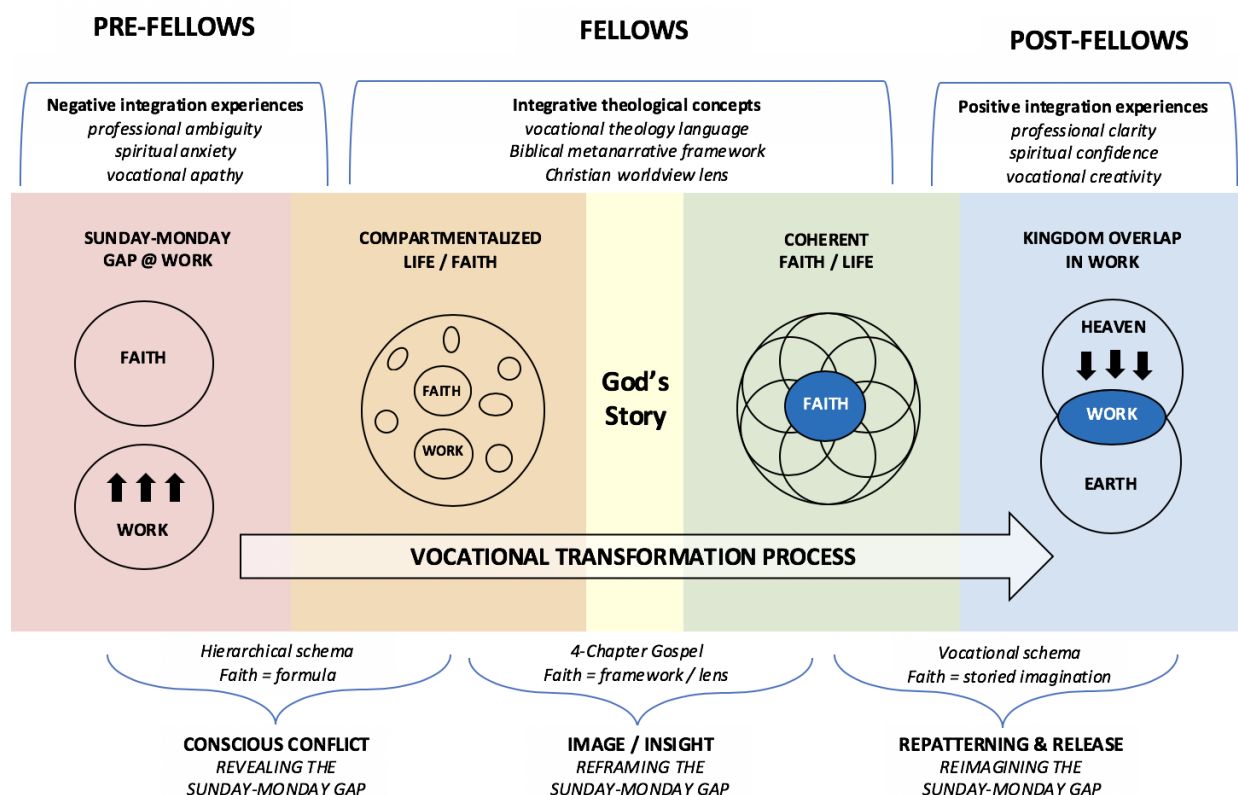 PRE-FELLOWS
FELLOWS
POST-FELLOWS
Negative integration experiences
professional ambiguity
spiritual anxiety
vocational apathy
Integrative theological concepts
vocational theology language
Biblical metanarrative framework
Christian worldview lens
Positive integration experiences
professional clarity
spiritual confidence
vocational creativity
SUNDAY-MONDAY
GAP @ WORK
FAITH
WORK
COMPARTMENTALIZED
LIFE / FAITH
FAITH
WORK
God's
Story
COHERENT
FAITH / LIFE
FAITH
KINGDOM OVERLAP
IN WORK
HEAVEN
WORK
EARTH
VOCATIONAL TRANSFORMATION PROCESS
Hierarchical schema
Faith = formula
CONSCIOUS CONFLICT
REVEALING THE
SUNDAY-MONDAY GAP
4-Chapter Gospel
Faith = framework / lens
IMAGE / INSIGHT
REFRAMING THE
SUNDAY-MONDAY GAP
Vocational schema
Faith = storied imagination
REPATTERNING & RELEASE
REIMAGINING THE
SUNDAY-MONDAY GAP